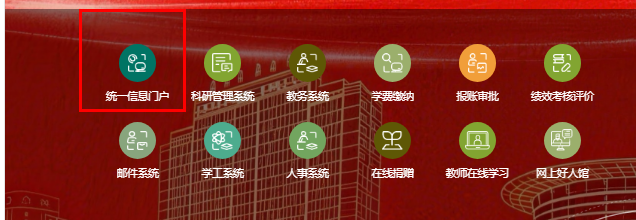 统一信息门户 科研管理系统 教务系统 学费缴纳 报账审批 绩效考核评价
邮件系统 学工系统 人事系统 在线捐赠 教师在线学习 网上好人馆